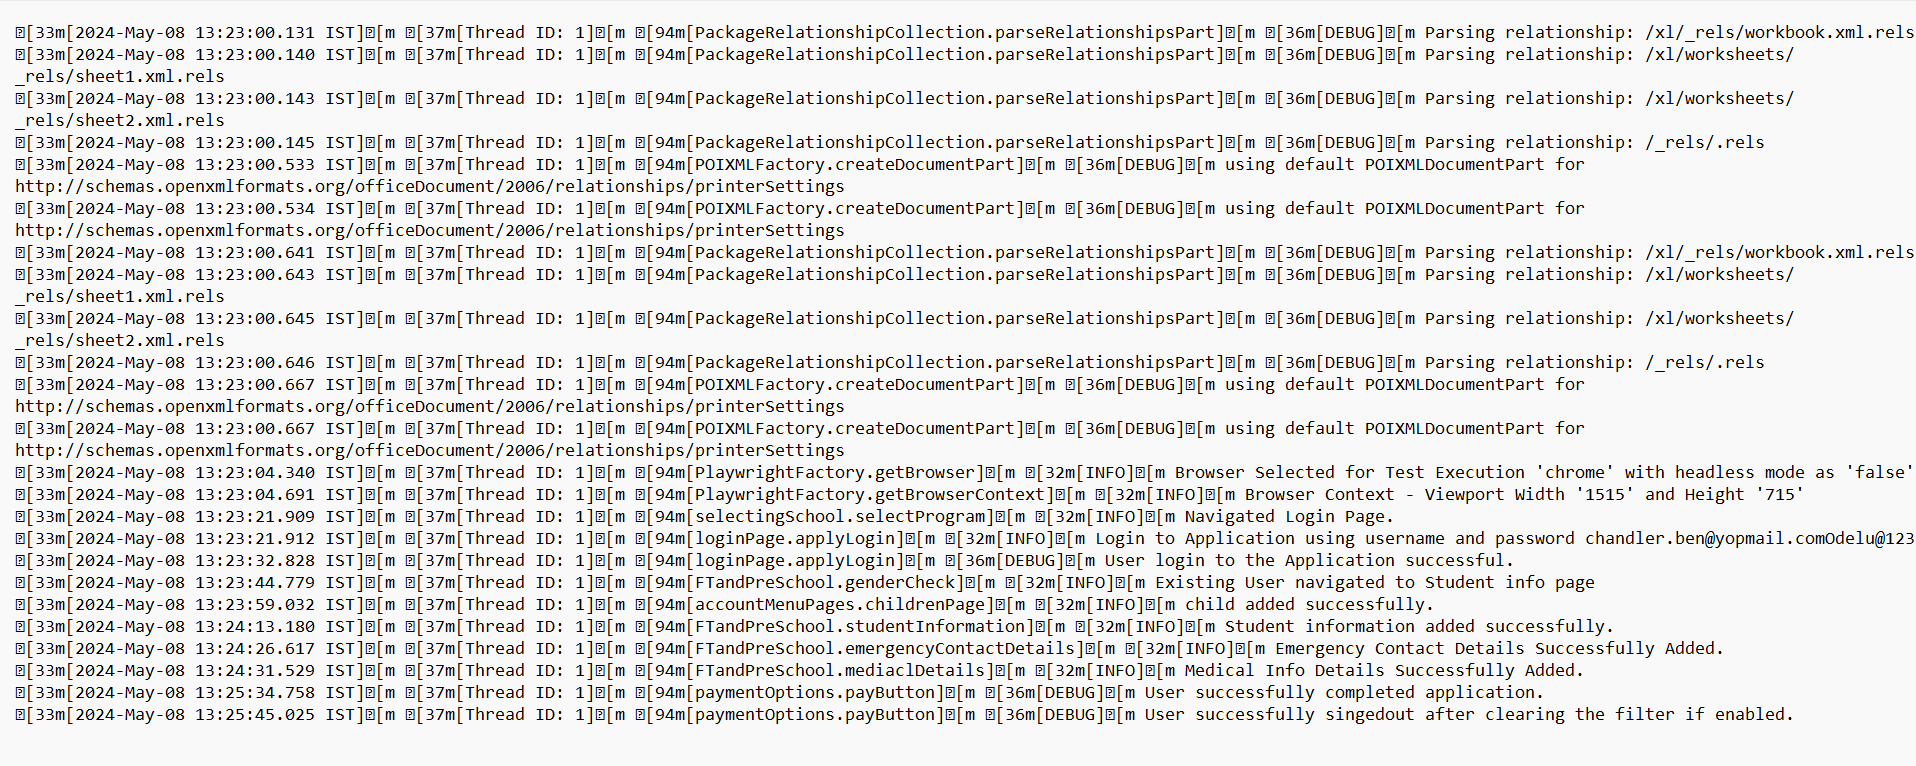 ␛[33m[2024-May-08 13:23:00.131 IST]␛[m ␛[37m[Thread ID: 1]␛[m ␛[94m[PackageRelationshipCollection.parseRelationshipsPart]␛[m ␛[36m[DEBUG]␛[m Parsing relationship: /xl/_rels/workbook.xml.rels
␛[33m[2024-May-08 13:23:00.140 IST]␛[m ␛[37m[Thread ID: 1]␛[m ␛[94m[PackageRelationshipCollection.parseRelationshipsPart]␛[m ␛[36m[DEBUG]␛[m Parsing relationship: /xl/worksheets/
_rels/sheet1.xml.rels
␛[33m[2024-May-08 13:23:00.143 IST]␛[m ␛[37m[Thread ID: 1]␛[m ␛[94m[PackageRelationshipCollection.parseRelationshipsPart]␛[m ␛[36m[DEBUG]␛[m Parsing relationship: /xl/worksheets/
_rels/sheet2.xml.rels
␛[33m[2024-May-08 13:23:00.145 IST]␛[m ␛[37m[Thread ID: 1]␛[m ␛[94m[PackageRelationshipCollection.parseRelationshipsPart]␛[m ␛[36m[DEBUG]␛[m Parsing relationship: /_rels/.rels
␛[33m[2024-May-08 13:23:00.533 IST]␛[m ␛[37m[Thread ID: 1]␛[m ␛[94m[POIXMLFactory.createDocumentPart]␛[m ␛[36m[DEBUG]␛[m using default POIXMLDocumentPart for
http://schemas.openxmlformats.org/officeDocument/2006/relationships/printerSettings
␛[33m[2024-May-08 13:23:00.534 IST]␛[m ␛[37m[Thread ID: 1]␛[m ␛[94m[POIXMLFactory.createDocumentPart]␛[m ␛[36m[DEBUG]␛[m using default POIXMLDocumentPart for
http://schemas.openxmlformats.org/officeDocument/2006/relationships/printerSettings
␛[33m[2024-May-08 13:23:00.641 IST]␛[m ␛[37m[Thread ID: 1]␛[m ␛[94m[PackageRelationshipCollection.parseRelationshipsPart]␛[m ␛[36m[DEBUG]␛[m Parsing relationship: /xl/_rels/workbook.xml.rels
␛[33m[2024-May-08 13:23:00.643 IST]␛[m ␛[37m[Thread ID: 1]␛[m ␛[94m[PackageRelationshipCollection.parseRelationshipsPart]␛[m ␛[36m[DEBUG]␛[m Parsing relationship: /xl/worksheets/
_rels/sheet1.xml.rels
␛[33m[2024-May-08 13:23:00.645 IST]␛[m ␛[37m[Thread ID: 1]␛[m ␛[94m[PackageRelationshipCollection.parseRelationshipsPart]␛[m ␛[36m[DEBUG]␛[m Parsing relationship: /xl/worksheets/
_rels/sheet2.xml.rels
␛[33m[2024-May-08 13:23:00.646 IST]␛[m ␛[37m[Thread ID: 1]␛[m ␛[94m[PackageRelationshipCollection.parseRelationshipsPart]␛[m ␛[36m[DEBUG]␛[m Parsing relationship: /_rels/.rels
␛[33m[2024-May-08 13:23:00.667 IST]␛[m ␛[37m[Thread ID: 1]␛[m ␛[94m[POIXMLFactory.createDocumentPart]␛[m ␛[36m[DEBUG]␛[m using default POIXMLDocumentPart for
http://schemas.openxmlformats.org/officeDocument/2006/relationships/printerSettings
␛[33m[2024-May-08 13:23:00.667 IST]␛[m ␛[37m[Thread ID: 1]␛[m ␛[94m[POIXMLFactory.createDocumentPart]␛[m ␛[36m[DEBUG]␛[m using default POIXMLDocumentPart for
http://schemas.openxmlformats.org/officeDocument/2006/relationships/printerSettings
␛[33m[2024-May-08 13:23:04.340 IST]␛[m ␛[37m[Thread ID: 1]␛[m ␛[94m[PlaywrightFactory.getBrowser]␛[m ␛[32m[INFO]␛[m Browser Selected for Test Execution 'chrome' with headless mode as 'false'
␛[33m[2024-May-08 13:23:04.691 IST]␛[m ␛[37m[Thread ID: 1]␛[m ␛[94m[PlaywrightFactory.getBrowserContext]␛[m ␛[32m[INFO]␛[m Browser Context - Viewport Width '1515' and Height '715'
␛[33m[2024-May-08 13:23:21.909 IST]␛[m ␛[37m[Thread ID: 1]␛[m ␛[94m[selectingSchool.selectProgram]␛[m ␛[32m[INFO]␛[m Navigated Login Page.
␛[33m[2024-May-08 13:23:21.912 IST]␛[m ␛[37m[Thread ID: 1]␛[m ␛[94m[loginPage.applyLogin]␛[m ␛[32m[INFO]␛[m Login to Application using username and password chandler.ben@yopmail.comOdelu@123
␛[33m[2024-May-08 13:23:32.828 IST]␛[m ␛[37m[Thread ID: 1]␛[m ␛[94m[loginPage.applyLogin]␛[m ␛[36m[DEBUG]␛[m User login to the Application successful.
␛[33m[2024-May-08 13:23:44.779 IST]␛[m ␛[37m[Thread ID: 1]␛[m ␛[94m[FTandPreSchool.genderCheck]␛[m ␛[32m[INFO]␛[m Existing User navigated to Student info page
␛[33m[2024-May-08 13:23:59.032 IST]␛[m ␛[37m[Thread ID: 1]␛[m ␛[94m[accountMenuPages.childrenPage]␛[m ␛[32m[INFO]␛[m child added successfully.
␛[33m[2024-May-08 13:24:13.180 IST]␛[m ␛[37m[Thread ID: 1]␛[m ␛[94m[FTandPreSchool.studentInformation]␛[m ␛[32m[INFO]␛[m Student information added successfully.
␛[33m[2024-May-08 13:24:26.617 IST]␛[m ␛[37m[Thread ID: 1]␛[m ␛[94m[FTandPreSchool.emergencyContactDetails]␛[m ␛[32m[INFO]␛[m Emergency Contact Details Successfully Added.
␛[33m[2024-May-08 13:24:31.529 IST]␛[m ␛[37m[Thread ID: 1]␛[m ␛[94m[FTandPreSchool.mediaclDetails]␛[m ␛[32m[INFO]␛[m Medical Info Details Successfully Added.
␛[33m[2024-May-08 13:25:34.758 IST]␛[m ␛[37m[Thread ID: 1]␛[m ␛[94m[paymentOptions.payButton]␛[m ␛[36m[DEBUG]␛[m User successfully completed application.
␛[33m[2024-May-08 13:25:45.025 IST]␛[m ␛[37m[Thread ID: 1]␛[m ␛[94m[paymentOptions.payButton]␛[m ␛[36m[DEBUG]␛[m User successfully singedout after clearing the filter if enabled.